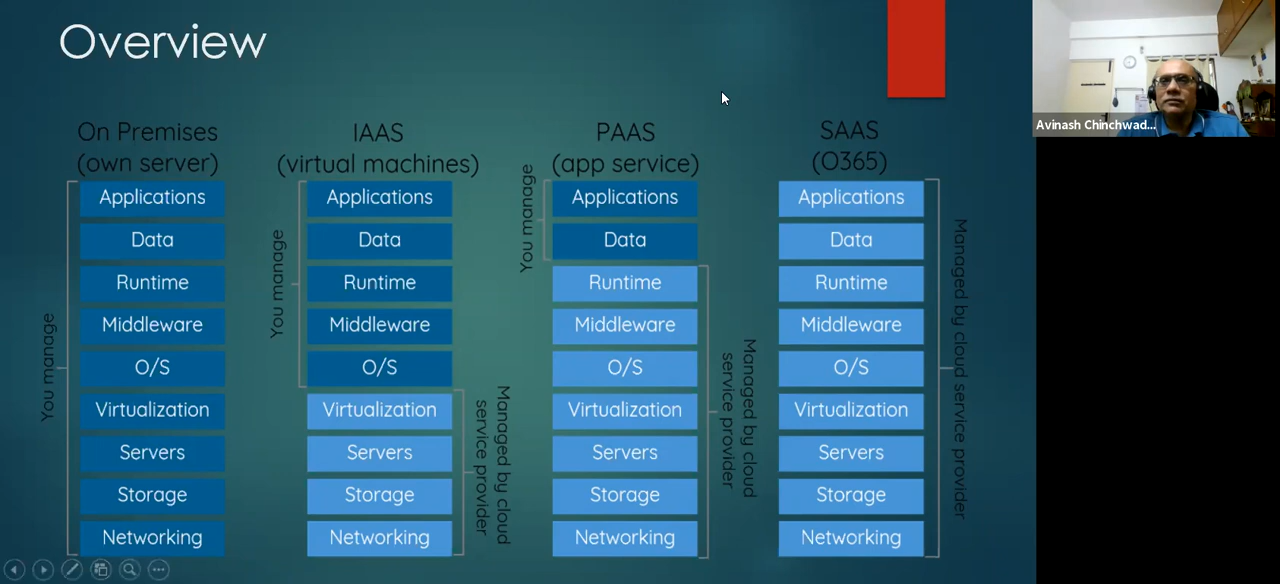 Overview
Avinash Chinchwad...
On Premises
(own server)
You manage
Applications
Data
Runtime
Middleware
O/S
Virtualization
Servers
Storage
Networking
IAAS
(virtual machines)
You manage
Applications
Data
Runtime
Middleware
O/S
Virtualization
Servers
Storage
Networking
Managed by cloud
service provider
PAAS
(app service)
You manage
Applications
Data
Runtime
Middleware
O/S
Virtualization
Servers
Storage
Networking
Managed by cloud
service provider
SAAS
(O365)
Applications
Data
Runtime
Middleware
O/S
Virtualization
Servers
Storage
Networking
Managed by cloud service provider